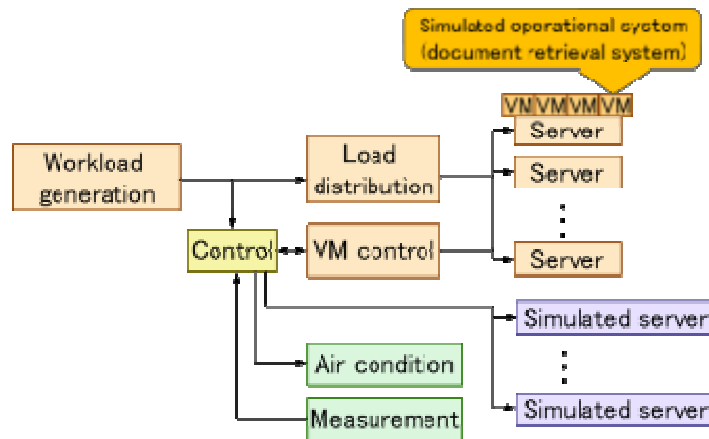 Simulated operational system
(document retrieval system)
VM VM VM VM
Server
Workload
generation
Load
distribution
Server
Control
VM control
Server
Simulated server
Air condition
Measurement
Simulated server